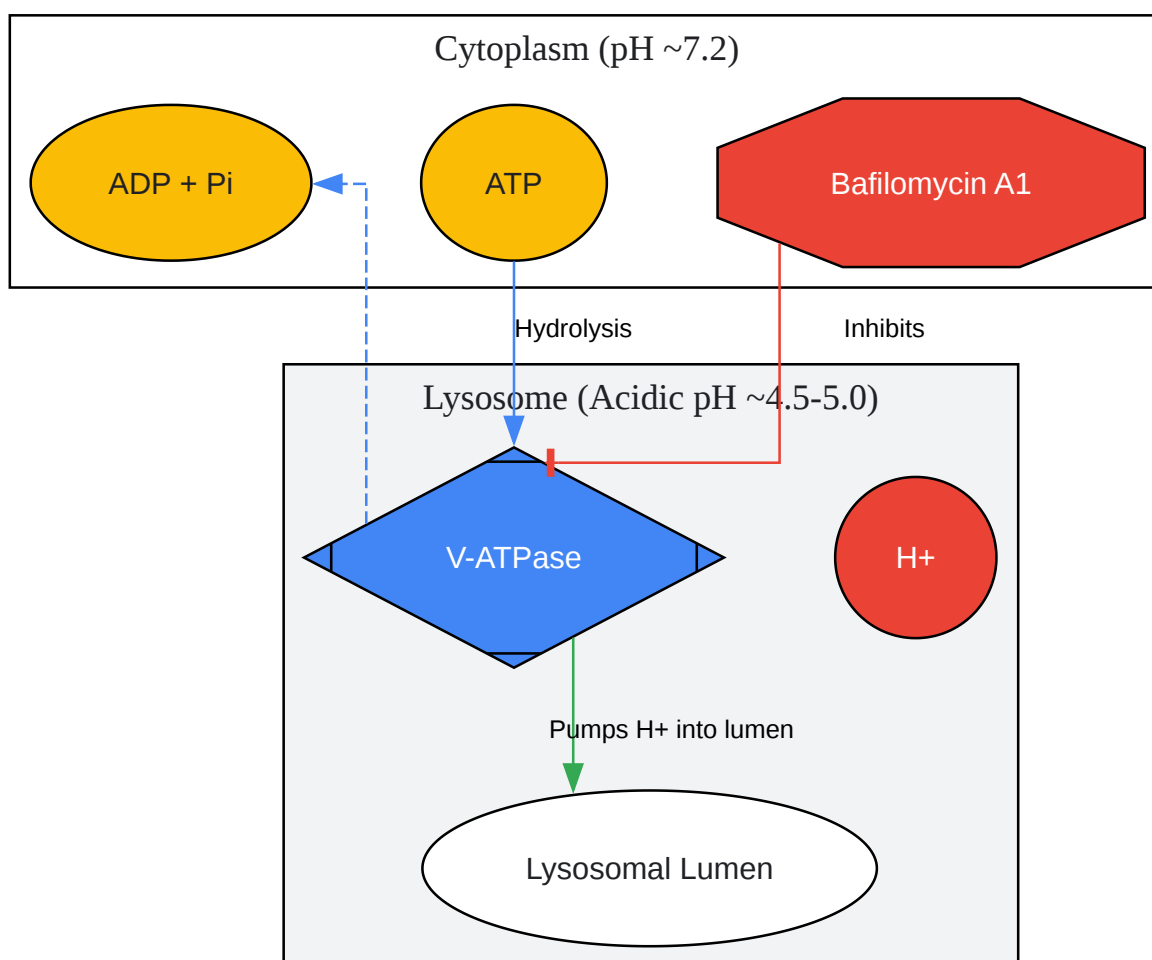 Cytoplasm (pH ~7.2)
ADP + Pi
ATP
Bafilomycin A1
Hydrolysis
Inhibits
Lysosome (Acidic pH ~4.5-5.0)
V-ATPase
H+
Pumps H+ into lumen
Lysosomal Lumen